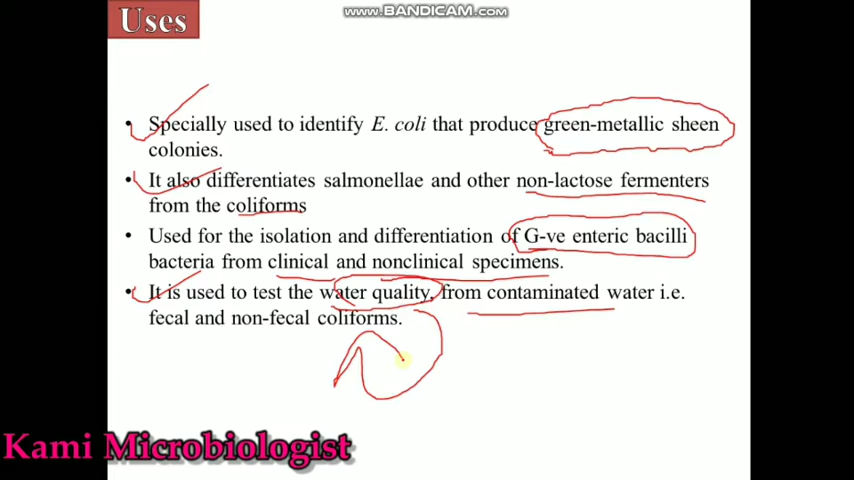 www.BANDICAM.com
Uses
• Specially used to identify E. coli that produce green-metallic sheen
colonies.
• It also differentiates salmonellae and other non-lactose fermenters
from the coliforms
• Used for the isolation and differentiation of G-ve enteric bacilli
bacteria from clinical and nonclinical specimens.
• It is used to test the water quality, from contaminated water i.e.
fecal and non-fecal coliforms.
Kami Microbiologist